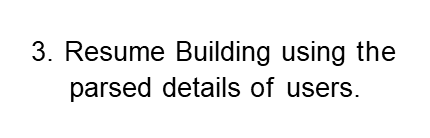 3. Resume Building using the
parsed details of users.